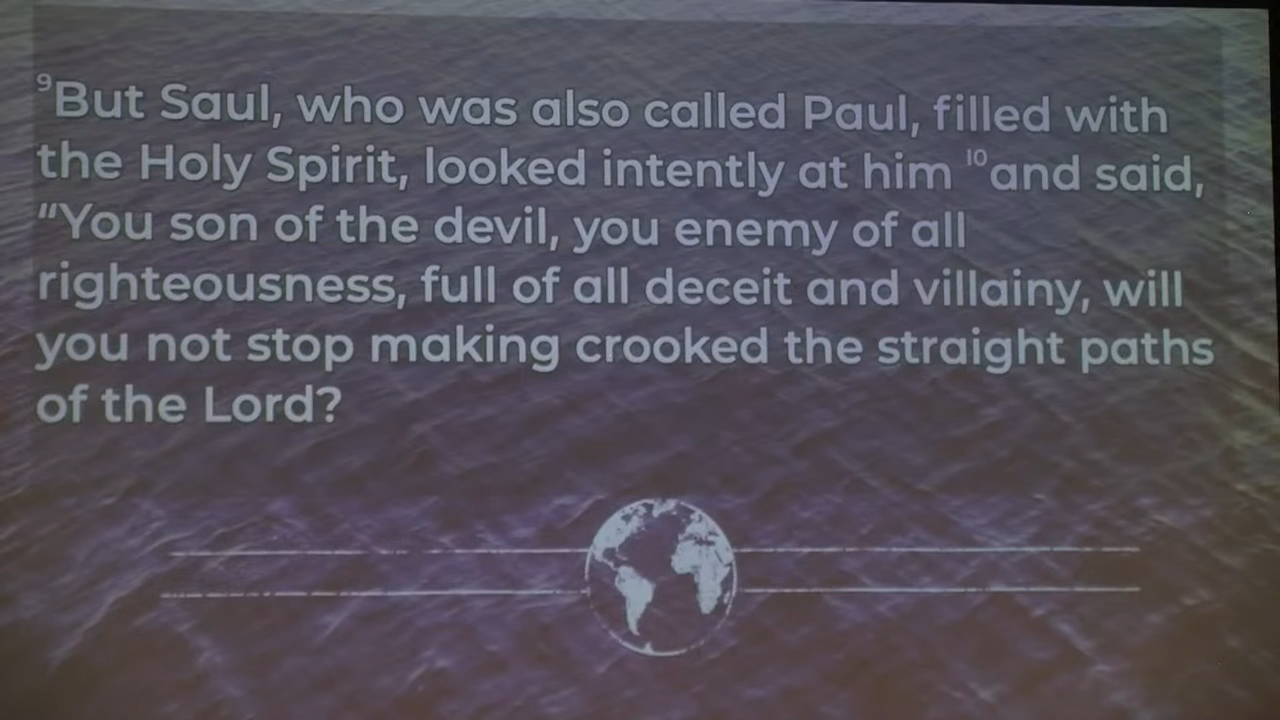 ⁹But Saul, who was also called Paul, filled with
the Holy Spirit, looked intently at him ¹⁰and said,
“You son of the devil, you enemy of all
righteousness, full of all deceit and villainy, will
you not stop making crooked the straight paths
of the Lord?